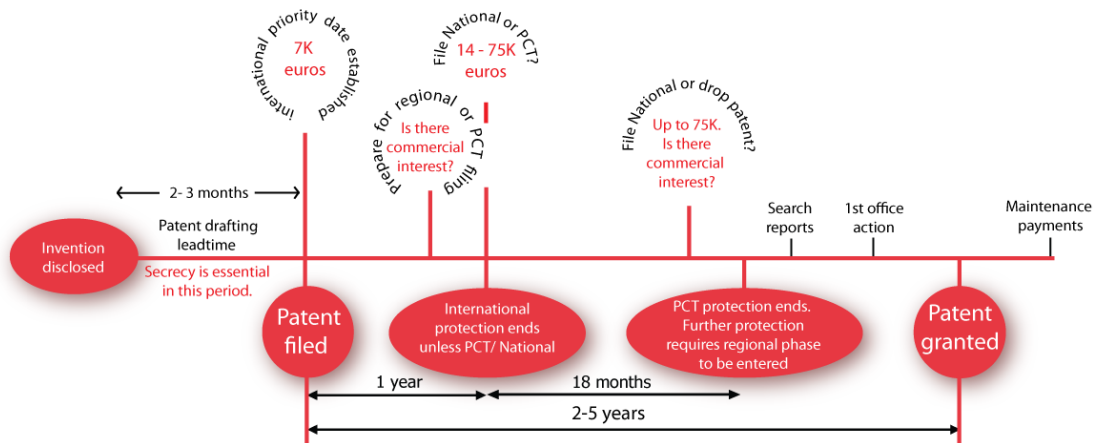 international priority date established
7K
euros
File National or PCT?
14 - 75K
euros
Prepare for regional or PCT filing
Is there
commercial
interest?
File National or drop patent?
Up to 75K.
Is there
commercial
interest?
2- 3 months
Patent drafting
leadtime
Secrecy is essential
in this period.
Invention
disclosed
Search
reports
1st office
action
Maintenance
payments
Patent
filed
International
protection ends
unless PCT/ National
PCT protection ends.
Further protection
requires regional phase
to be entered
Patent
granted
1 year
18 months
2-5 years